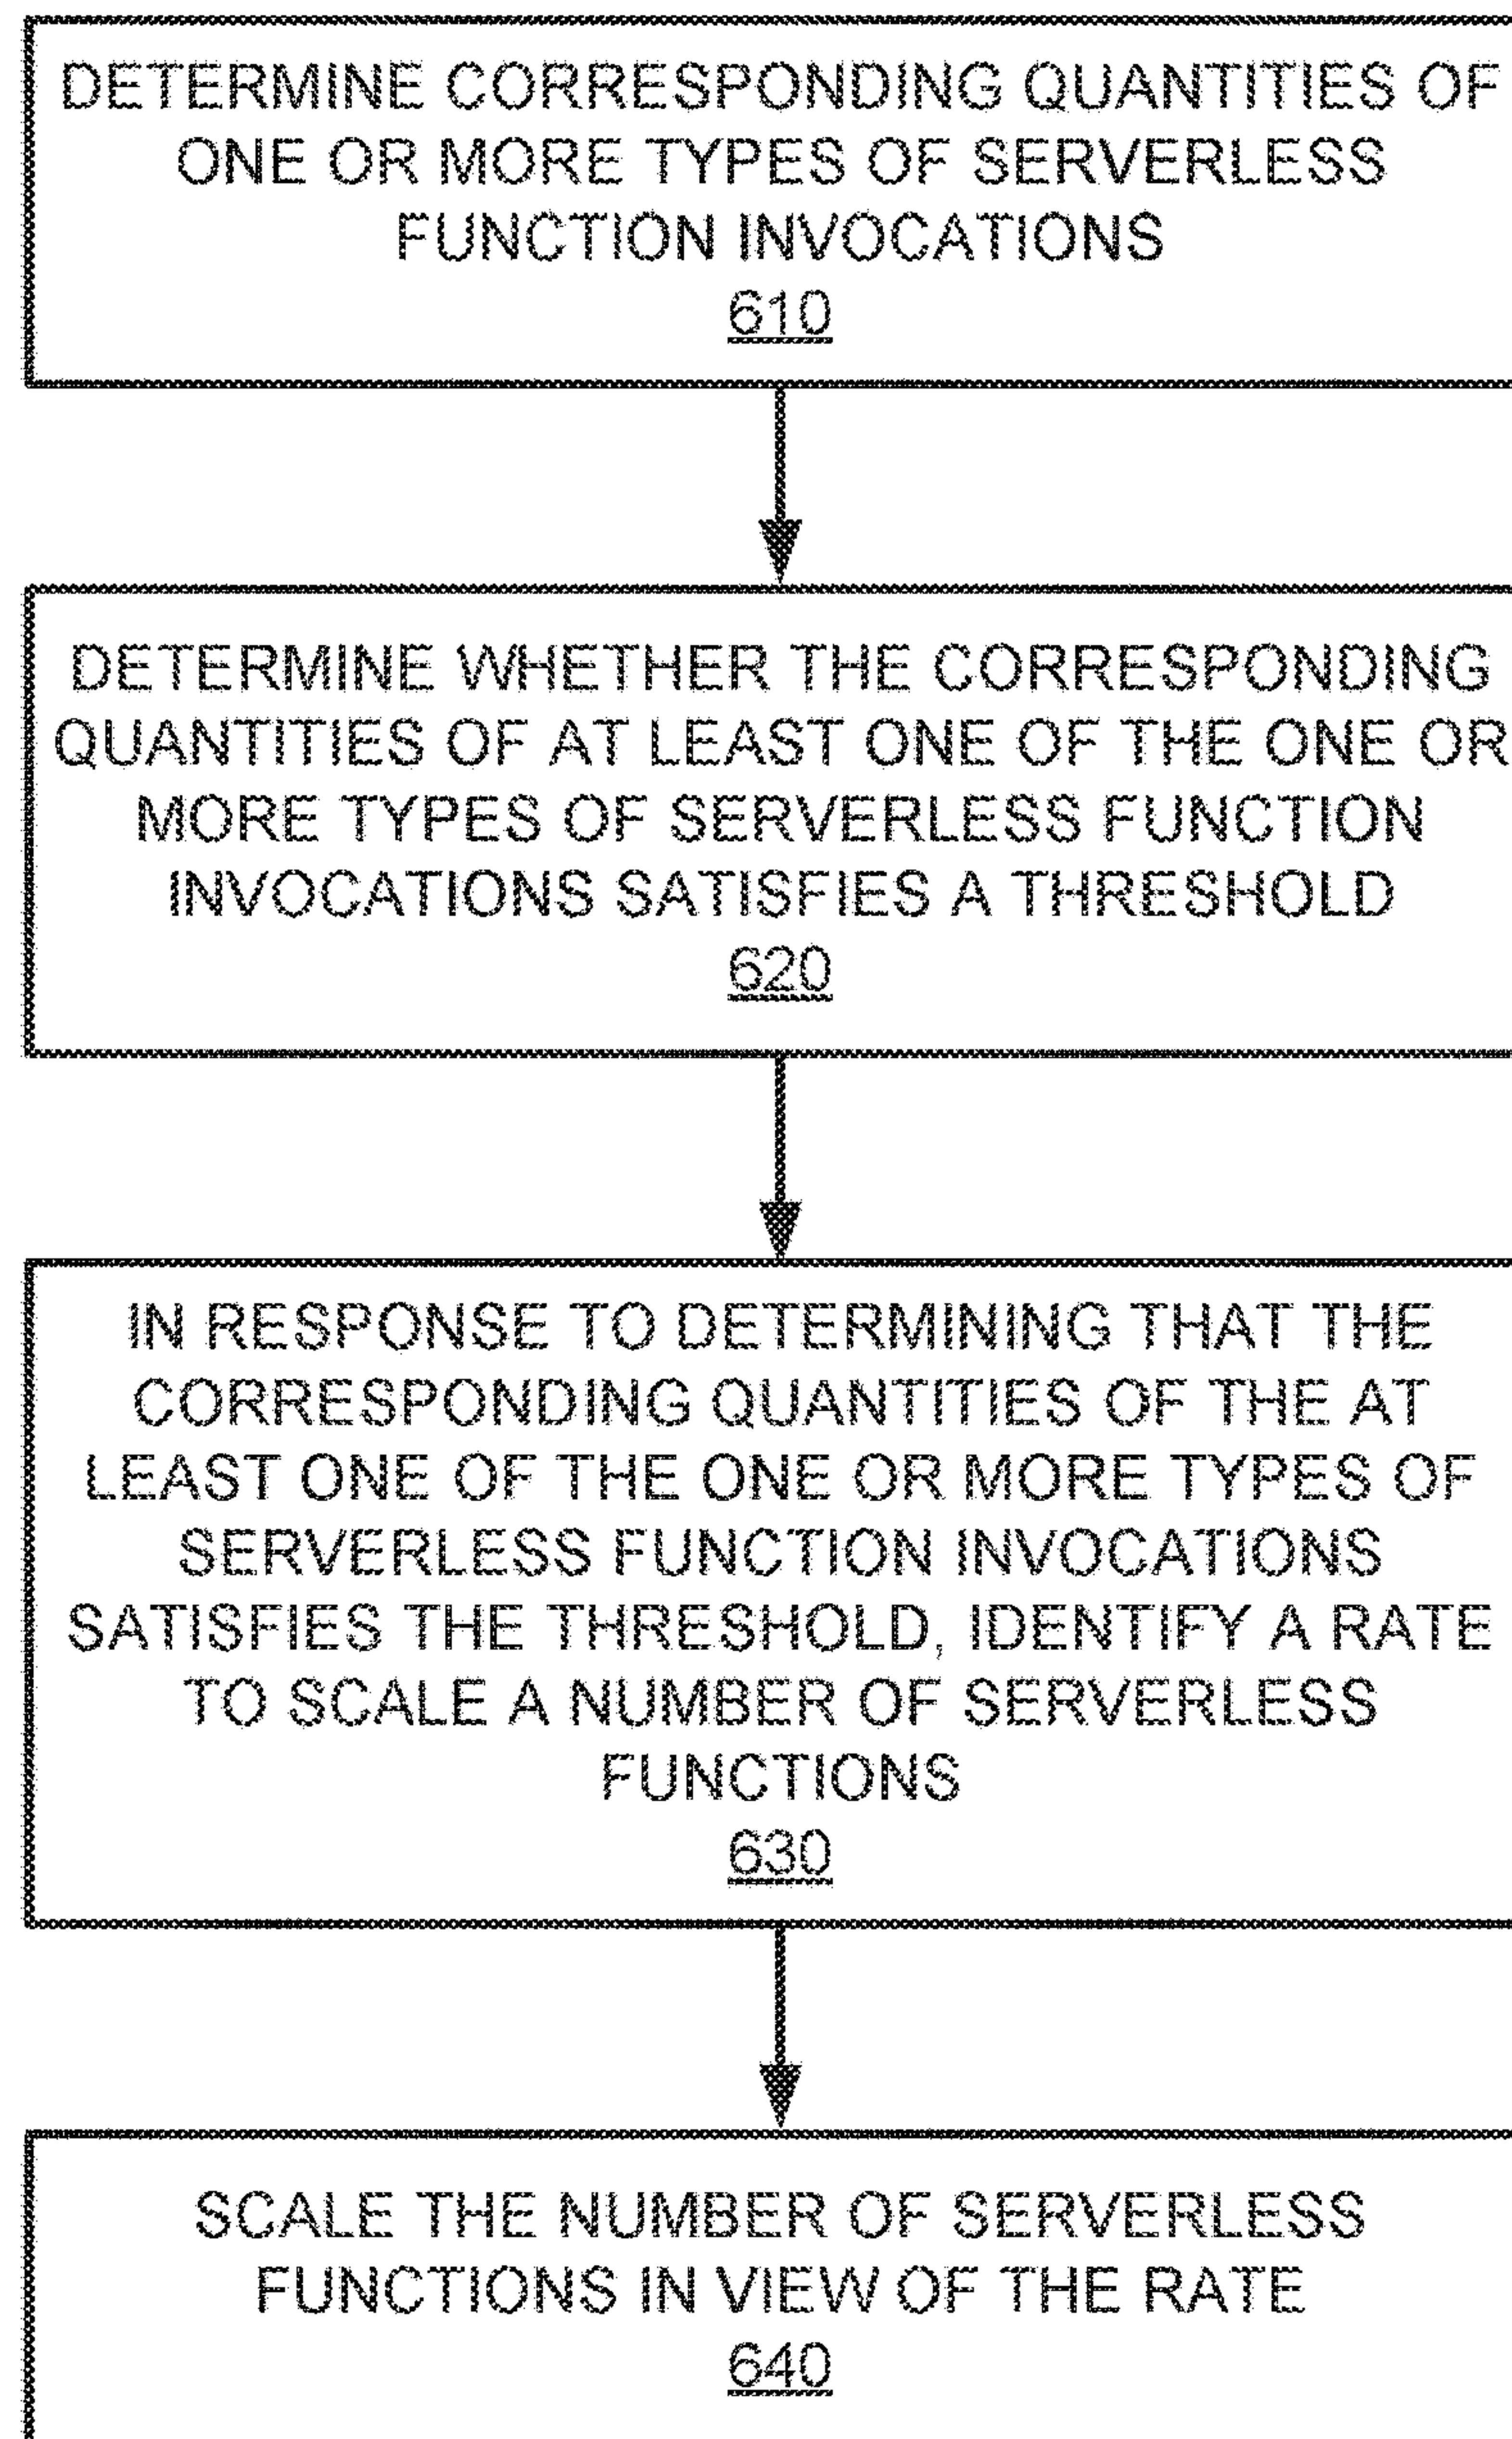 DETERMINE CORRESPONDING QUANTITIES OF
ONE OR MORE TYPES OF SERVERLESS
FUNCTION INVOCATIONS
610
DETERMINE WHETHER THE CORRESPONDING
QUANTITIES OF AT LEAST ONE OF THE ONE OR
MORE TYPES OF SERVERLESS FUNCTION
INVOCATIONS SATISFIES A THRESHOLD
620
IN RESPONSE TO DETERMINING THAT THE
CORRESPONDING QUANTITIES OF THE AT
LEAST ONE OF THE ONE OR MORE TYPES OF
SERVERLESS FUNCTION INVOCATIONS
SATISFIES THE THRESHOLD, IDENTIFY A RATE
TO SCALE A NUMBER OF SERVERLESS
FUNCTIONS
630
SCALE THE NUMBER OF SERVERLESS
FUNCTIONS IN VIEW OF THE RATE
640